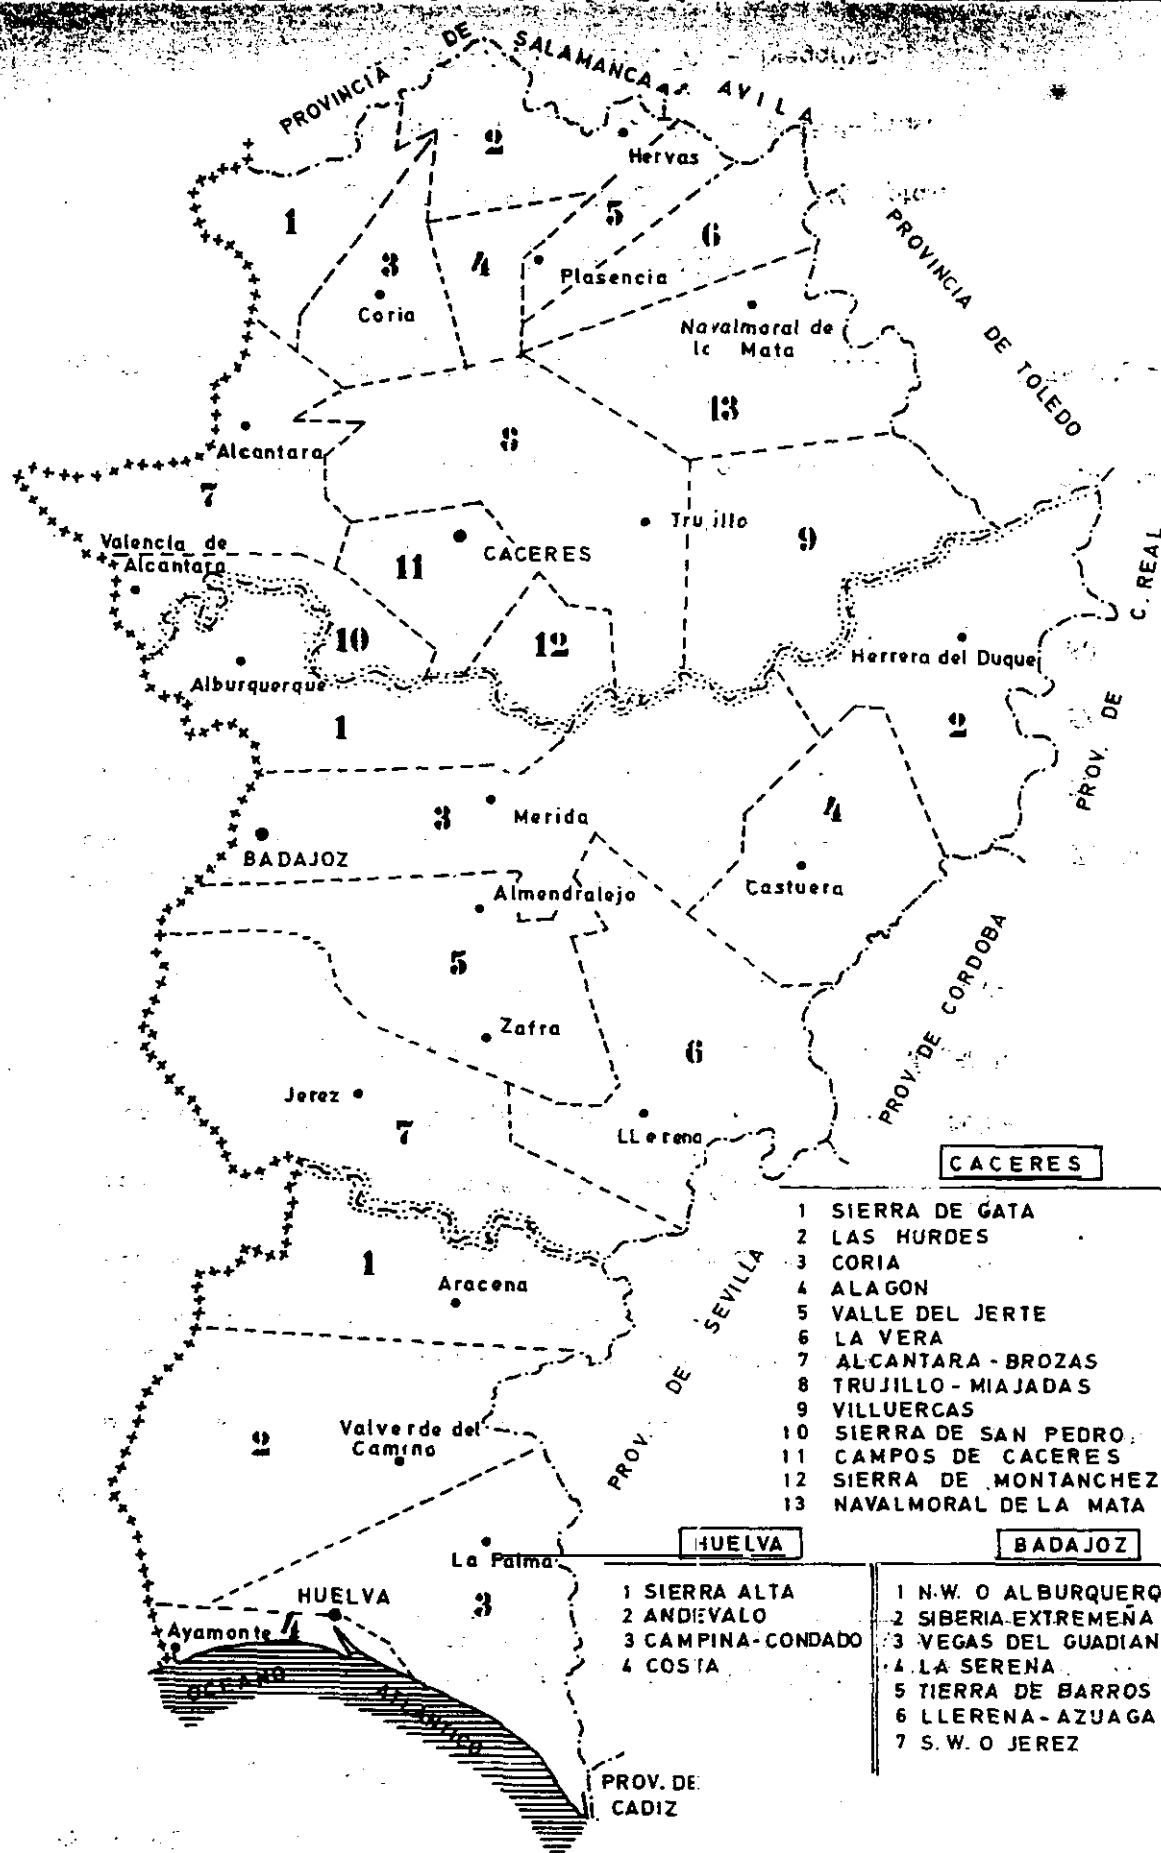 PROVINCIA DE SALAMANCA
AVILA
2
Hervas
1
5
6
3
4
Plasencia
Coria
Navalmoral de
la Mata
PROVINCIA DE TOLEDO
13
8
Alcantara
7
Trujillo
9
Valencia de
Alcantara
CACERES
11
C. REAL
10
12
Herrera del Duque
Alburquerque
1
2
PROV. DE
3
Merida
4
BADAJOZ
Castuera
Almendralejo
5
Zafra
6
PROV. DE CORDOBA
Jerez
7
LLerena
1
Aracena
PROV. DE SEVILLA
2
Valverde del
Camino
La Palma
3
HUELVA
4
Ayamonte
OCEANO ATLANTICO
PROV. DE
CADIZ
CACERES
1 SIERRA DE GATA
2 LAS HURDES
3 CORIA
4 ALAGON
5 VALLE DEL JERTE
6 LA VERA
7 ALCANTARA - BROZAS
8 TRUJILLO - MIAJADAS
9 VILLUERCAS
10 SIERRA DE SAN PEDRO
11 CAMPOS DE CACERES
12 SIERRA DE MONTANCHEZ
13 NAVALMORAL DE LA MATA
HUELVA
1 SIERRA ALTA
2 ANDEVALO
3 CAMPINA-CONDADO
4 COSTA
BADAJOZ
1 N.W. O ALBURQUERQ
2 SIBERIA-EXTREMEÑA
3 VEGAS DEL GUADIAN
4 LA SERENA
5 TIERRA DE BARROS
6 LLERENA-AZUAGA
7 S.W. O JEREZ